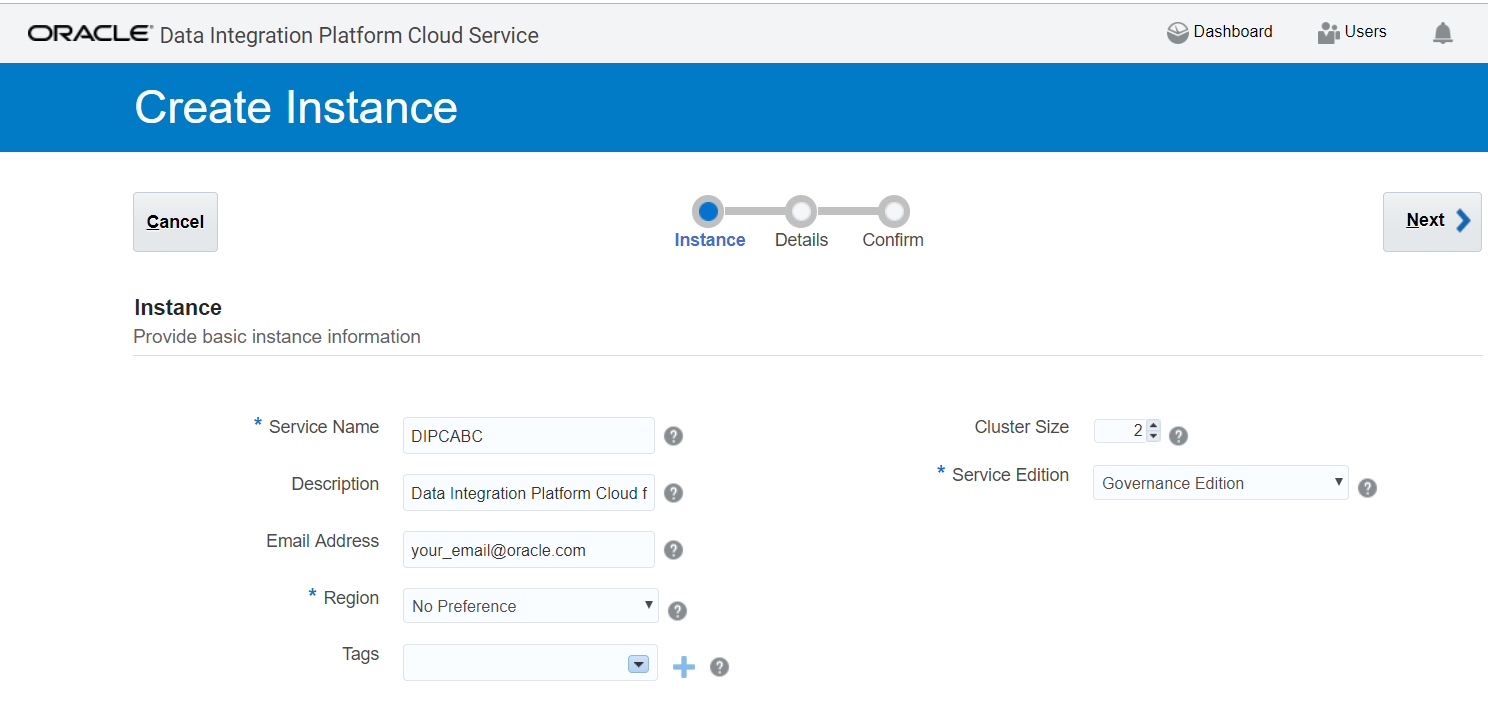 ORACLE Data Integration Platform Cloud Service
Dashboard
Users
Create Instance
Cancel
Instance
Details
Confirm
Next
Instance
Provide basic instance information
* Service Name
DIPCABC
?
Description
Data Integration Platform Cloud f
?
Email Address
your_email@oracle.com
?
* Region
No Preference
?
Tags
?
Cluster Size
2
?
* Service Edition
Governance Edition
?